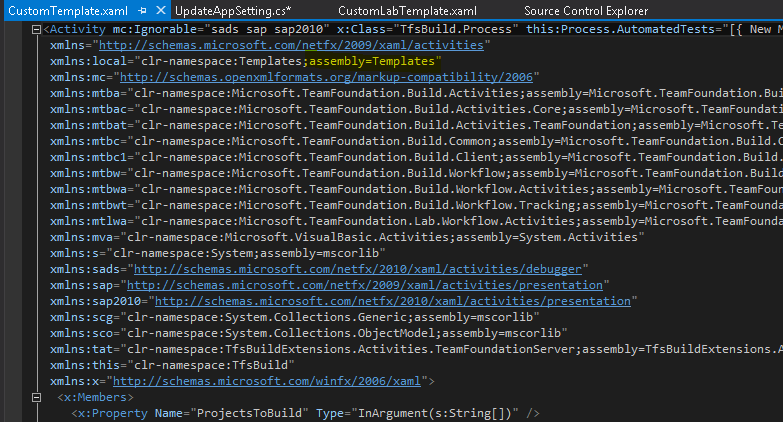 CustomTemplate.xaml UpdateAppSetting.cs* CustomLabTemplate.xaml Source Control Explorer
<Activity mc:Ignorable="sads sap sap2010" x:Class="TfsBuild.Process" this:Process.AutomatedTests="[{ New M
xmlns="http://schemas.microsoft.com/netfx/2009/xaml/activities"
xmlns:local="clr-namespace:Templates;assembly=Templates"
xmlns:mc="http://schemas.openxmlformats.org/markup-compatibility/2006"
xmlns:mtba="clr-namespace:Microsoft.TeamFoundation.Build.Activities;assembly=Microsoft.TeamFoundation.Bui
xmlns:mtbac="clr-namespace:Microsoft.TeamFoundation.Build.Activities.Core;assembly=Microsoft.TeamFoundati
xmlns:mtbat="clr-namespace:Microsoft.TeamFoundation.Build.Activities.TeamFoundation;assembly=Microsoft.Te
xmlns:mtbc="clr-namespace:Microsoft.TeamFoundation.Build.Common;assembly=Microsoft.TeamFoundation.Build.C
xmlns:mtbc1="clr-namespace:Microsoft.TeamFoundation.Build.Client;assembly=Microsoft.TeamFoundation.Build.
xmlns:mtbw="clr-namespace:Microsoft.TeamFoundation.Build.Workflow;assembly=Microsoft.TeamFoundation.Build
xmlns:mtbwa="clr-namespace:Microsoft.TeamFoundation.Build.Workflow.Activities;assembly=Microsoft.TeamFoun
xmlns:mtbwt="clr-namespace:Microsoft.TeamFoundation.Build.Workflow.Tracking;assembly=Microsoft.TeamFounda
xmlns:mtlwa="clr-namespace:Microsoft.TeamFoundation.Lab.Workflow.Activities;assembly=Microsoft.TeamFounda
xmlns:mva="clr-namespace:Microsoft.VisualBasic.Activities;assembly=System.Activities"
xmlns:s="clr-namespace:System;assembly=mscorlib"
xmlns:sads="http://schemas.microsoft.com/netfx/2010/xaml/activities/debugger"
xmlns:sap="http://schemas.microsoft.com/netfx/2009/xaml/activities/presentation"
xmlns:sap2010="http://schemas.microsoft.com/netfx/2010/xaml/activities/presentation"
xmlns:scg="clr-namespace:System.Collections.Generic;assembly=mscorlib"
xmlns:sco="clr-namespace:System.Collections.ObjectModel;assembly=mscorlib"
xmlns:tat="clr-namespace:TfsBuildExtensions.Activities.TeamFoundationServer;assembly=TfsBuildExtensions.A
xmlns:this="clr-namespace:TfsBuild"
xmlns:x="http://schemas.microsoft.com/winfx/2006/xaml">
<x:Members>
<x:Property Name="ProjectsToBuild" Type="InArgument(s:String[])" />